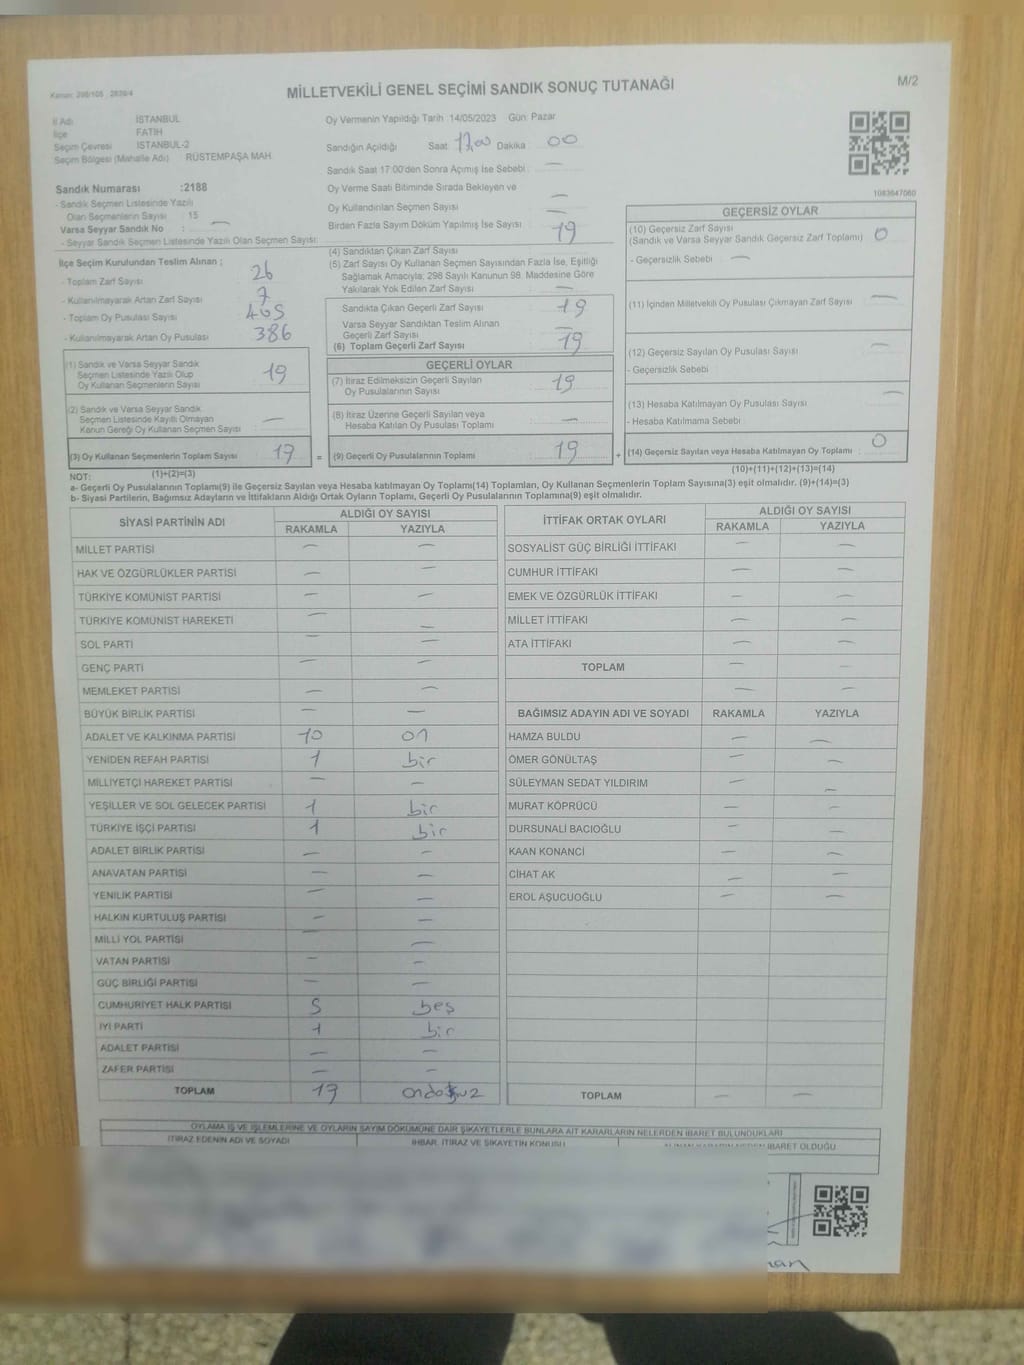 Kanun: 298/105 2839/4
MİLLETVEKİLİ GENEL SEÇİMİ SANDIK SONUÇ TUTANAĞI
M/2
İl Adı İSTANBUL
İlçe FATİH
Seçim Çevresi İSTANBUL-2
Seçim Bölgesi (Mahalle Adı) RÜSTEMPAŞA MAH.
Oy Vermenin Yapıldığı Tarih :14/05/2023 Gün: Pazar
Sandığın Açıldığı Saat 17,00 Dakika 00
Sandık Saat 17:00'den Sonra Açımış İse Sebebi : —
Oy Verme Saati Bitiminde Sırada Bekleyen ve
Oy Kullandırılan Seçmen Sayısı —
Birden Fazla Sayım Döküm Yapılmış İse Sayısı —
1083647060
Sandık Numarası :2188
- Sandık Seçmen Listesinde Yazılı
Olan Seçmenlerin Sayısı : 15
Varsa Seyyar Sandık No : —
- Seyyar Sandık Seçmen Listesinde Yazılı Olan Seçmen Sayısı:
İlçe Seçim Kurulundan Teslim Alınan ;
- Toplam Zarf Sayısı 26
- Kullanılmayarak Artan Zarf Sayısı 7
- Toplam Oy Pusulası Sayısı 405
- Kullanılmayarak Artan Oy Pusulası 386
(1) Sandık ve Varsa Seyyar Sandık
Seçmen Listesinde Yazılı Olup
Oy Kullanan Seçmenlerin Sayısı 19
(2) Sandık ve Varsa Seyyar Sandık
Seçmen Listesinde Kayıtlı Olmayan
Kanun Gereği Oy Kullanan Seçmen Sayısı —
(3) Oy Kullanan Seçmenlerin Toplam Sayısı 19 =
(1)+(2)=(3)
(4) Sandıktan Çıkan Zarf Sayısı 19
(5) Zarf Sayısı Oy Kullanan Seçmen Sayısından Fazla İse, Eşitliği
Sağlamak Amacıyla; 298 Sayılı Kanunun 98. Maddesine Göre
Yakılarak Yok Edilen Zarf Sayısı —
Sandıkta Çıkan Geçerli Zarf Sayısı 19
Varsa Seyyar Sandıktan Teslim Alınan
Geçerli Zarf Sayısı —
(6) Toplam Geçerli Zarf Sayısı 19
GEÇERLİ OYLAR
(7) İtiraz Edilmeksizin Geçerli Sayılan
Oy Pusulalarının Sayısı 19
(8) İtiraz Üzerine Geçerli Sayılan veya
Hesaba Katılan Oy Pusulası Toplamı —
(9) Geçerli Oy Pusulalarının Toplamı 19 +
GEÇERSİZ OYLAR
(10) Geçersiz Zarf Sayısı
(Sandık ve Varsa Seyyar Sandık Geçersiz Zarf Toplamı) 0
- Geçersizlik Sebebi —
(11) İçinden Milletvekili Oy Pusulası Çıkmayan Zarf Sayısı —
(12) Geçersiz Sayılan Oy Pusulası Sayısı —
- Geçersizlik Sebebi
(13) Hesaba Katılmayan Oy Pusulası Sayısı —
- Hesaba Katılmama Sebebi
(14) Geçersiz Sayılan veya Hesaba Katılmayan Oy Toplamı : 0
(10)+(11)+(12)+(13)=(14)
NOT:
a- Geçerli Oy Pusulalarının Toplamı(9) ile Geçersiz Sayılan veya Hesaba katılmayan Oy Toplamı(14) Toplamları, Oy Kullanan Seçmenlerin Toplam Sayısına(3) eşit olmalıdır. (9)+(14)=(3)
b- Siyasi Partilerin, Bağımsız Adayların ve İttifakların Aldığı Ortak Oyların Toplamı, Geçerli Oy Pusulalarının Toplamına(9) eşit olmalıdır.
SİYASİ PARTİNİN ADI ALDIĞI OY SAYISI
RAKAMLA YAZIYLA
MİLLET PARTİSİ — —
HAK VE ÖZGÜRLÜKLER PARTİSİ — —
TÜRKİYE KOMÜNİST PARTİSİ — —
TÜRKİYE KOMÜNİST HAREKETİ — —
SOL PARTİ — —
GENÇ PARTİ — —
MEMLEKET PARTİSİ — —
BÜYÜK BİRLİK PARTİSİ — —
ADALET VE KALKINMA PARTİSİ 10 on
YENİDEN REFAH PARTİSİ 1 bir
MİLLİYETÇİ HAREKET PARTİSİ — —
YEŞİLLER VE SOL GELECEK PARTİSİ 1 bir
TÜRKİYE İŞÇİ PARTİSİ 1 bir
ADALET BİRLİK PARTİSİ — —
ANAVATAN PARTİSİ — —
YENİLİK PARTİSİ — —
HALKIN KURTULUŞ PARTİSİ — —
MİLLİ YOL PARTİSİ — —
VATAN PARTİSİ — —
GÜÇ BİRLİĞİ PARTİSİ — —
CUMHURİYET HALK PARTİSİ 5 beş
İYİ PARTİ 1 bir
ADALET PARTİSİ — —
ZAFER PARTİSİ — —
TOPLAM 19 ondokuz
İTTİFAK ORTAK OYLARI ALDIĞI OY SAYISI
RAKAMLA YAZIYLA
SOSYALİST GÜÇ BİRLİĞİ İTTİFAKI — —
CUMHUR İTTİFAKI — —
EMEK VE ÖZGÜRLÜK İTTİFAKI — —
MİLLET İTTİFAKI — —
ATA İTTİFAKI — —
TOPLAM — —
— —
BAĞIMSIZ ADAYIN ADI VE SOYADI RAKAMLA YAZIYLA
HAMZA BULDU — —
ÖMER GÖNÜLTAŞ — —
SÜLEYMAN SEDAT YILDIRIM — —
MURAT KÖPRÜCÜ — —
DURSUNALİ BACIOĞLU — —
KAAN KONANCİ — —
CİHAT AK — —
EROL AŞUCUOĞLU — —
TOPLAM — —
OYLAMA İŞ VE İŞLEMLERİNE VE OYLARIN SAYIM DÖKÜMÜNE DAİR ŞİKAYETLERLE BUNLARA AİT KARARLARIN NELERDEN İBARET BULUNDUKLARI
İTİRAZ EDENİN ADI VE SOYADI İHBAR, İTİRAZ VE ŞİKAYETİN KONUSU İBARET OLDUĞU